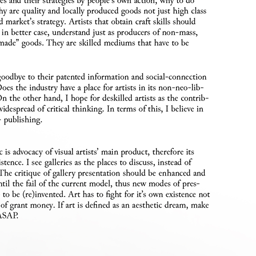 es and their strategies by people's own action, why to do
hy are quality and locally produced goods not just high class
d market's strategy. Artists that obtain craft skills should
in better case, understand just as producers of non-mass,
made" goods. They are skilled mediums that have to be
goodbye to their patented information and social-connection
Does the industry have a place for artists in its non-neo-lib-
On the other hand, I hope for deskilled artists as the contrib-
widespread of critical thinking. In terms of this, I believe in
publishing.
c is advocacy of visual artists' main product, therefore its
istence. I see galleries as the places to discuss, instead of
The critique of gallery presentation should be enhanced and
ntil the fail of the current model, thus new modes of pres-
to be (re)invented. Art has to fight for it's own existence not
of grant money. If art is defined as an aesthetic dream, make
ASAP.